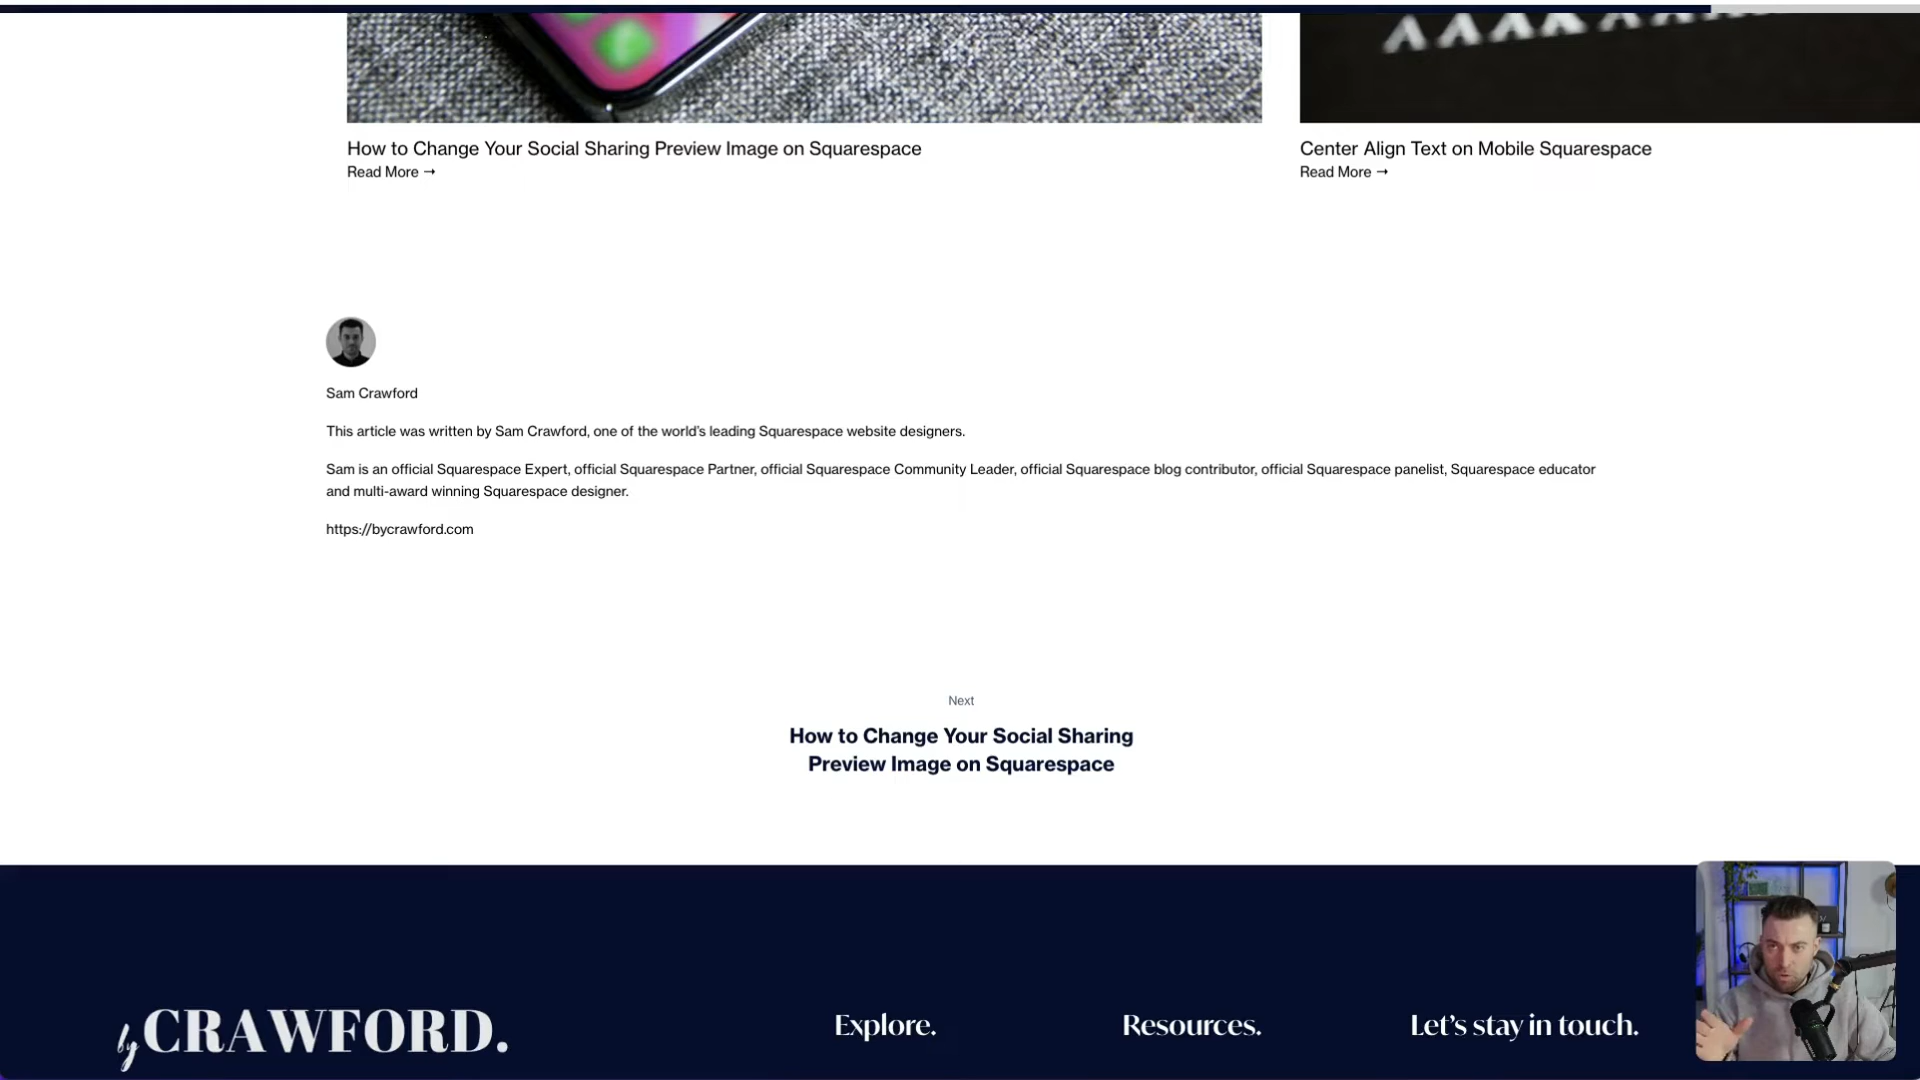 How to Change Your Social Sharing Preview Image on Squarespace
Read More →
Center Align Text on Mobile Squarespace
Read More →
Sam Crawford
This article was written by Sam Crawford, one of the world's leading Squarespace website designers.
Sam is an official Squarespace Expert, official Squarespace Partner, official Squarespace Community Leader, official Squarespace blog contributor, official Squarespace panelist, Squarespace educator
and multi-award winning Squarespace designer.
https://bycrawford.com
Next
How to Change Your Social Sharing
Preview Image on Squarespace
by CRAWFORD.
Explore.
Resources.
Let's stay in touch.